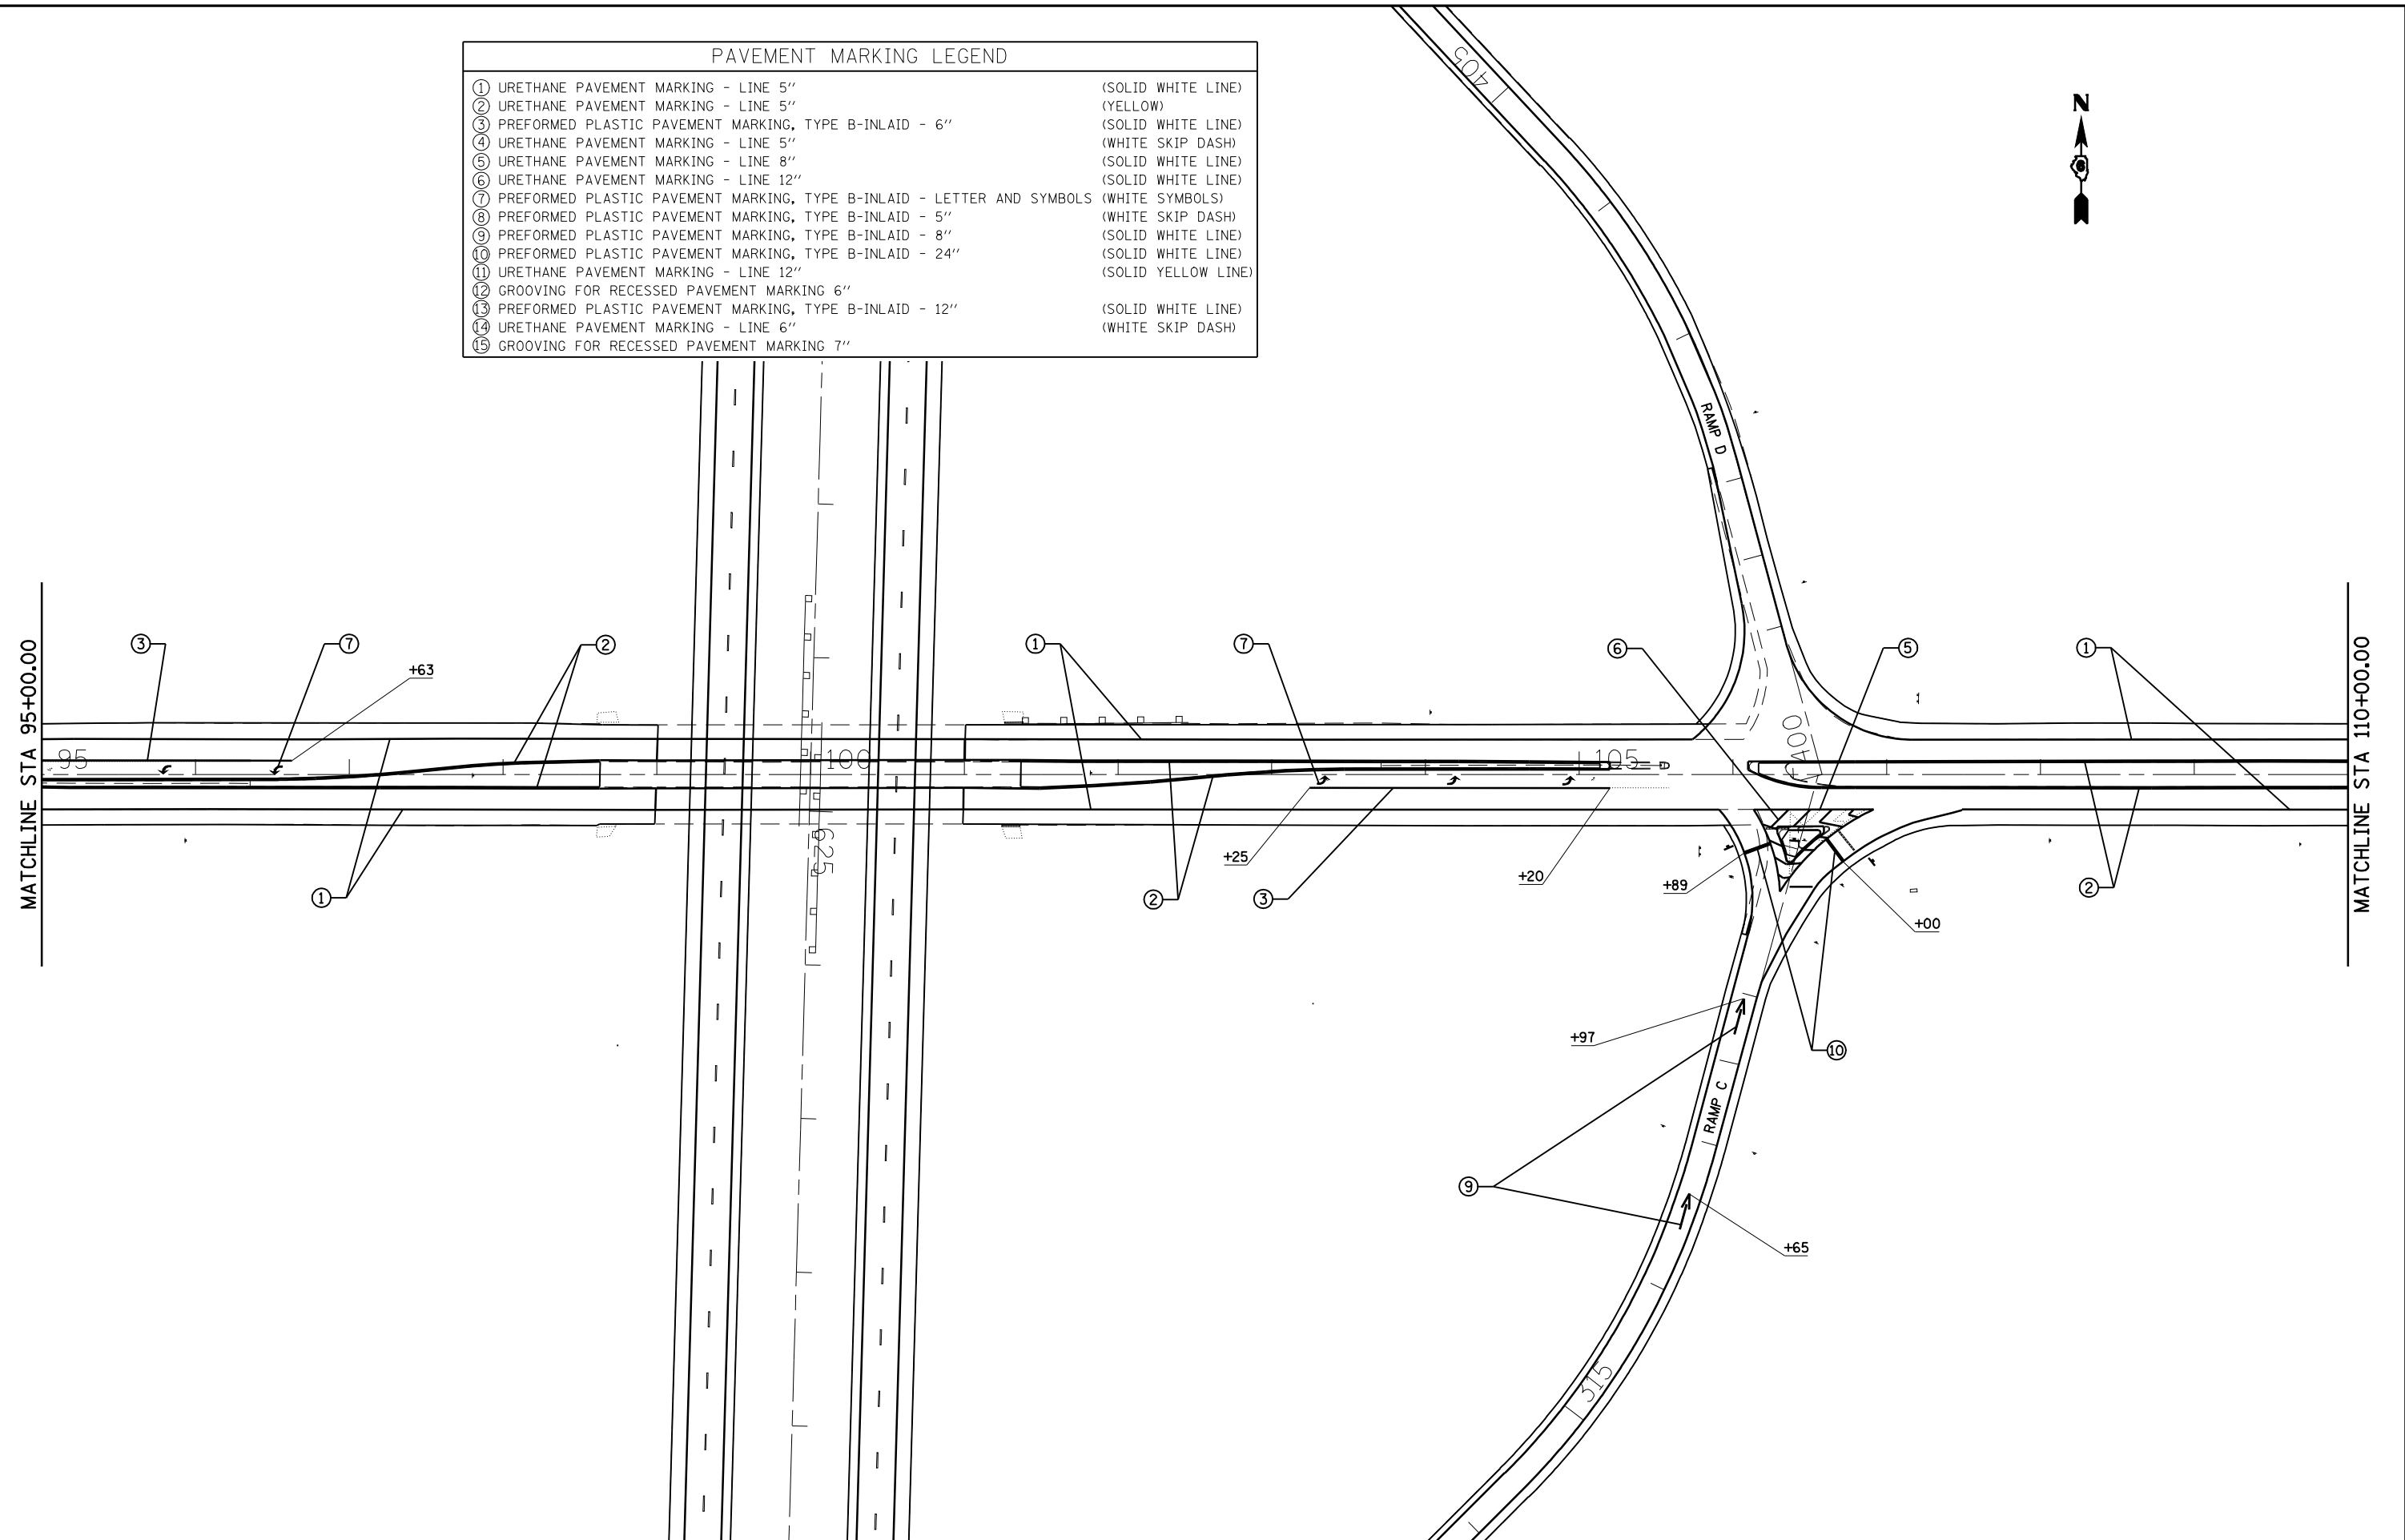 PAVEMENT MARKING LEGEND
① URETHANE PAVEMENT MARKING - LINE 5" (SOLID WHITE LINE)
② URETHANE PAVEMENT MARKING - LINE 5" (YELLOW)
③ PREFORMED PLASTIC PAVEMENT MARKING, TYPE B-INLAID - 6" (SOLID WHITE LINE)
④ URETHANE PAVEMENT MARKING - LINE 5" (WHITE SKIP DASH)
⑤ URETHANE PAVEMENT MARKING - LINE 8" (SOLID WHITE LINE)
⑥ URETHANE PAVEMENT MARKING - LINE 12" (SOLID WHITE LINE)
⑦ PREFORMED PLASTIC PAVEMENT MARKING, TYPE B-INLAID - LETTER AND SYMBOLS (WHITE SYMBOLS)
⑧ PREFORMED PLASTIC PAVEMENT MARKING, TYPE B-INLAID - 5" (WHITE SKIP DASH)
⑨ PREFORMED PLASTIC PAVEMENT MARKING, TYPE B-INLAID - 8" (SOLID WHITE LINE)
⑩ PREFORMED PLASTIC PAVEMENT MARKING, TYPE B-INLAID - 24" (SOLID WHITE LINE)
⑪ URETHANE PAVEMENT MARKING - LINE 12" (SOLID YELLOW LINE)
⑫ GROOVING FOR RECESSED PAVEMENT MARKING 6"
⑬ PREFORMED PLASTIC PAVEMENT MARKING, TYPE B-INLAID - 12" (SOLID WHITE LINE)
⑭ URETHANE PAVEMENT MARKING - LINE 6" (WHITE SKIP DASH)
⑮ GROOVING FOR RECESSED PAVEMENT MARKING 7"
405
N
6
RAMP D
MATCHLINE STA 95+00.00
③
⑦
+63
②
①
⑦
⑥
⑤
①
MATCHLINE STA 110+00.00
95
100
105
400
625
①
②
+25
③
+20
+89
+00
②
+97
⑩
RAMP C
⑨
+65
315